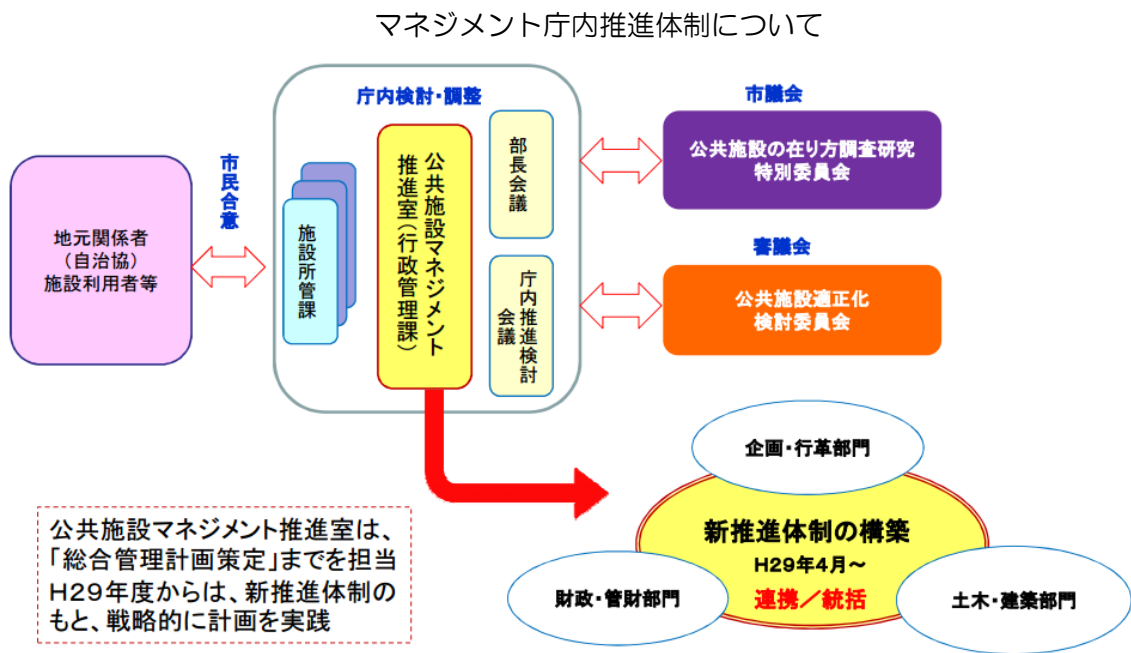 マネジメント庁内推進体制について
庁内検討・調整
市議会
市民合意
地元関係者
（自治協）
施設利用者等
施設所管課
公共施設マネジメント
推進室（行政管理課）
部長会議
庁内推進検討
会議
公共施設の在り方調査研究
特別委員会
審議会
公共施設適正化
検討委員会
企画・行革部門
新推進体制の構築
H29年4月～
連携／統括
財政・管財部門
土木・建築部門
公共施設マネジメント推進室は、
「総合管理計画策定」までを担当
H29年度からは、新推進体制の
もと、戦略的に計画を実践